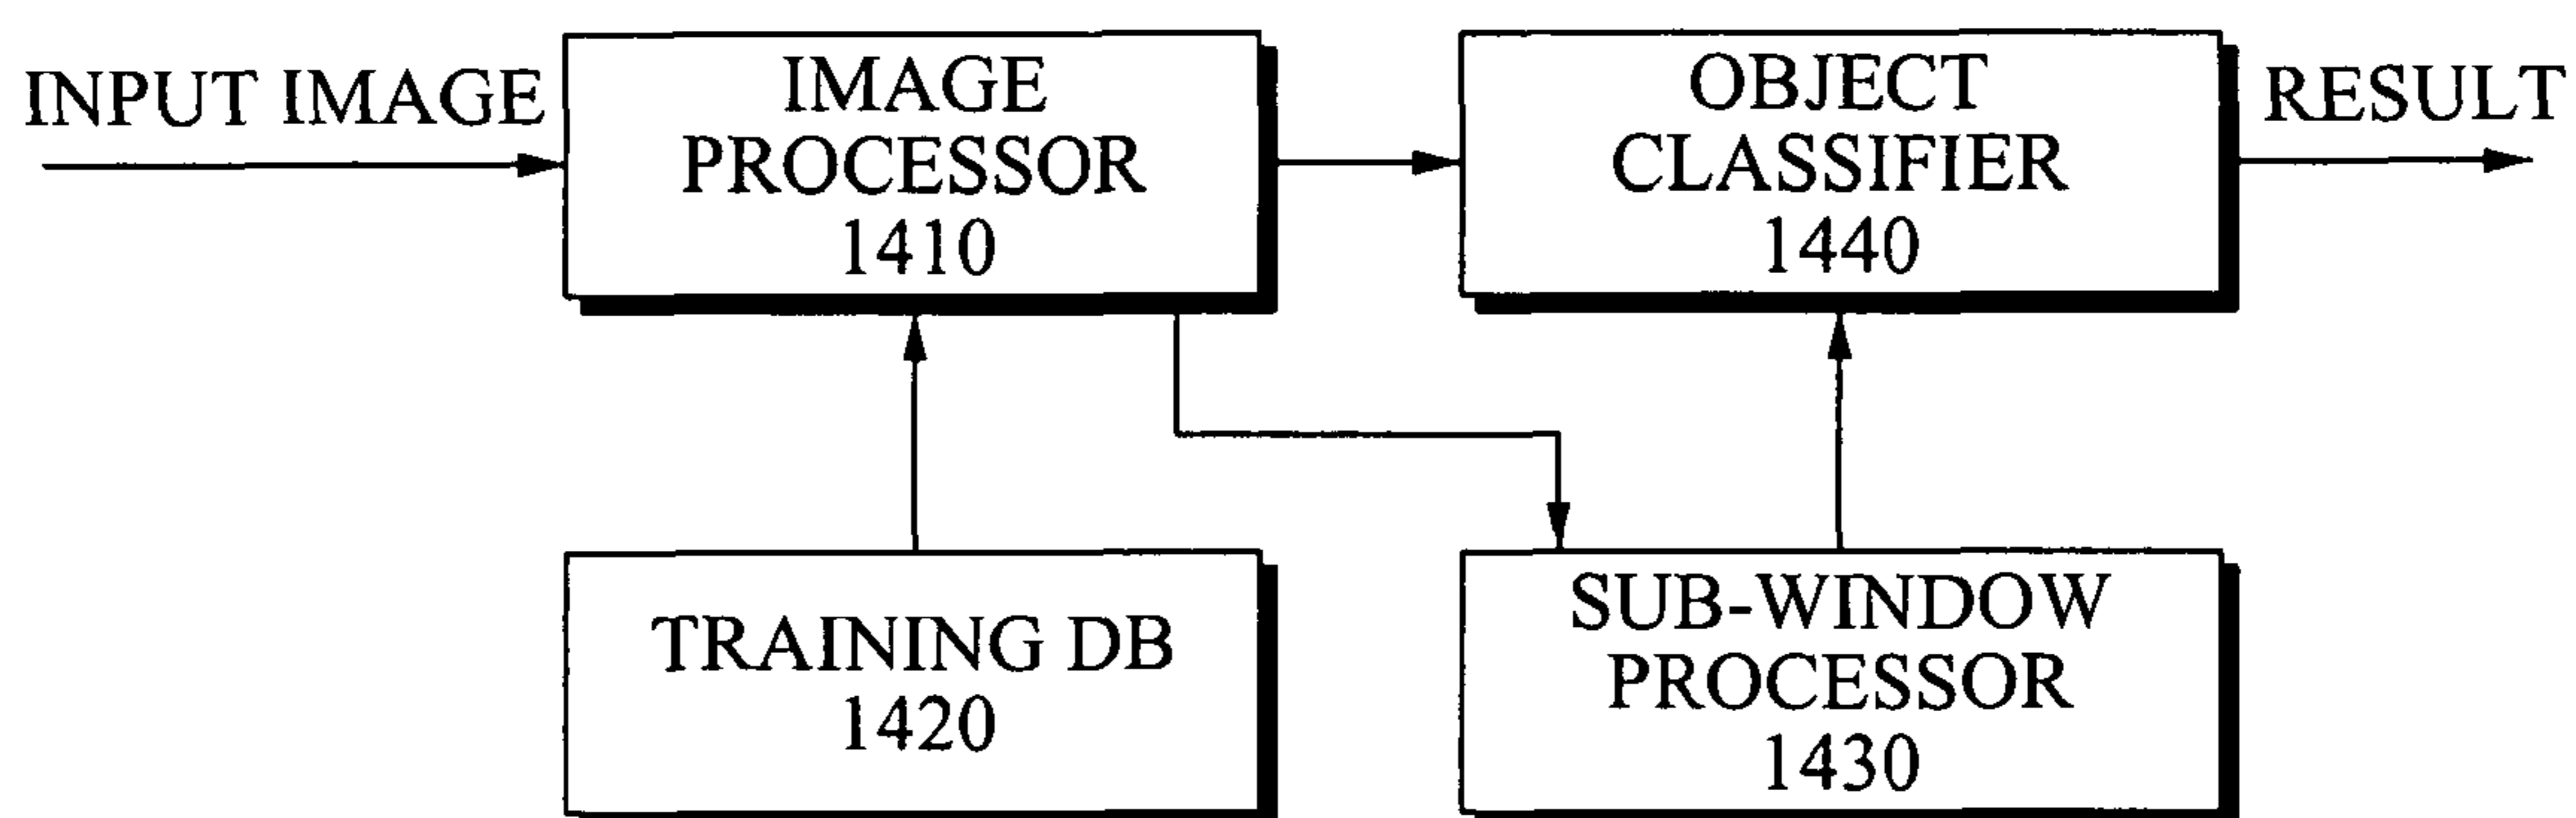 INPUT IMAGE
IMAGE
PROCESSOR
1410
OBJECT
CLASSIFIER
1440
RESULT
TRAINING DB
1420
SUB-WINDOW
PROCESSOR
1430